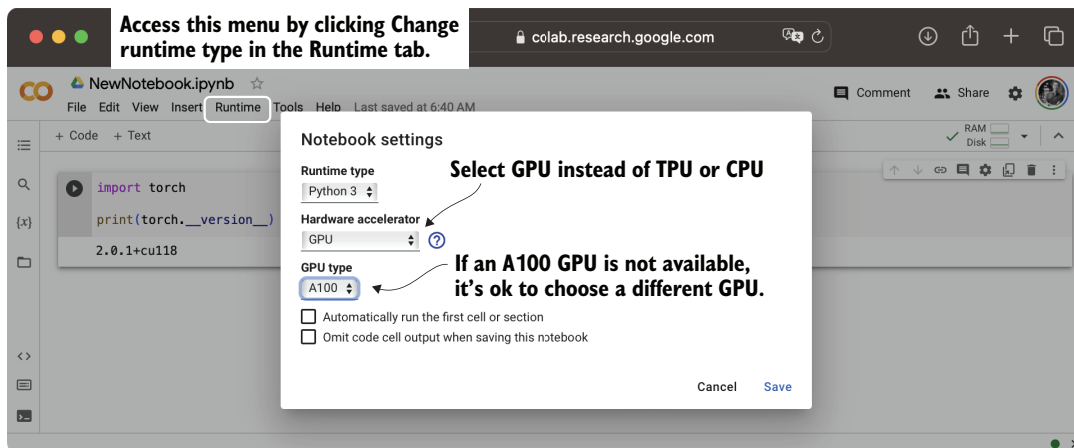 Access this menu by clicking Change
runtime type in the Runtime tab.
colab.research.google.com
CO
NewNotebook.ipynb
File Edit View Insert Runtime Tools Help Last saved at 6:40 AM
Comment Share
+ Code + Text
RAM
Disk
import torch
print(torch.__version__)
2.0.1+cu118
{x}
Notebook settings
Runtime type
Python 3
Select GPU instead of TPU or CPU
Hardware accelerator
GPU
?
GPU type
A100
If an A100 GPU is not available,
it's ok to choose a different GPU.
Automatically run the first cell or section
Omit code cell output when saving this notebook
Cancel Save